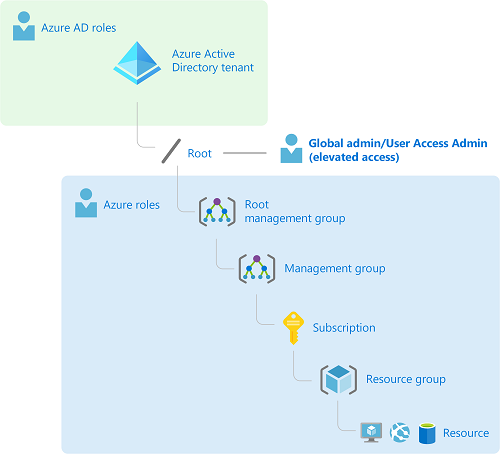 Azure AD roles
Azure Active
Directory tenant
Root
Global admin/User Access Admin
(elevated access)
Azure roles
Root
management group
Management group
Subscription
Resource group
Resource